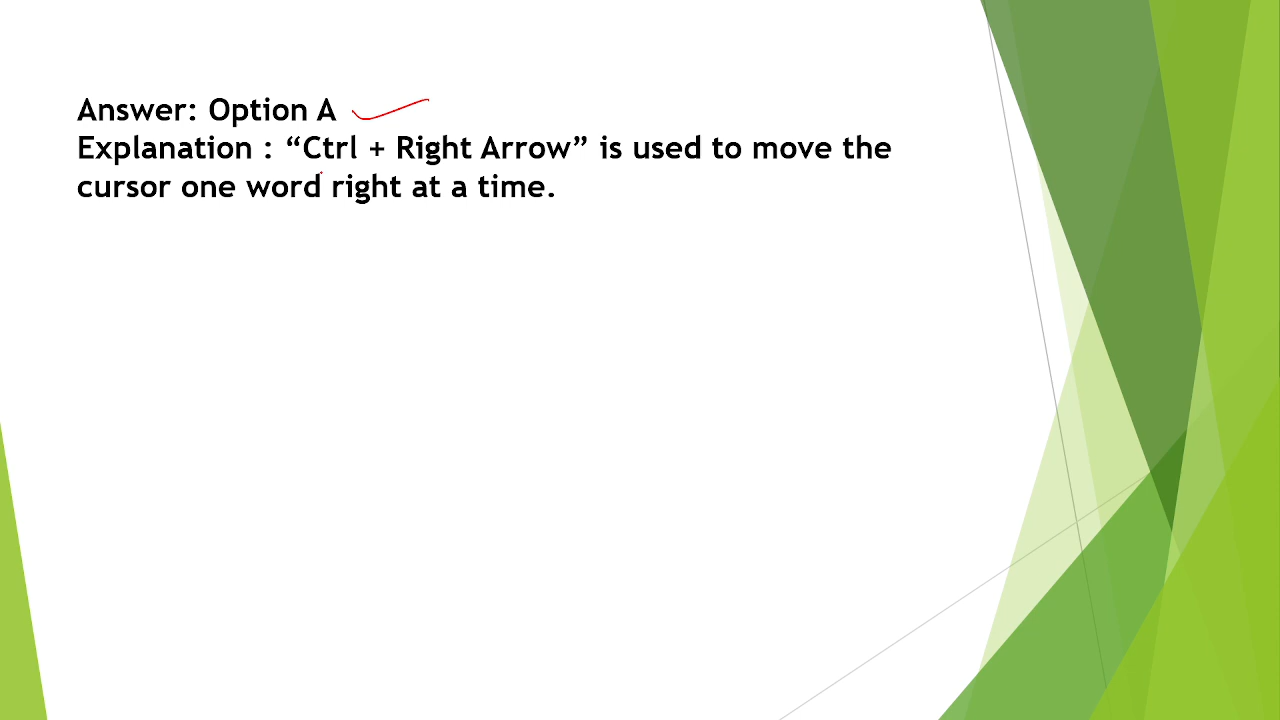 Answer: Option A
Explanation : “Ctrl + Right Arrow” is used to move the
cursor one word right at a time.